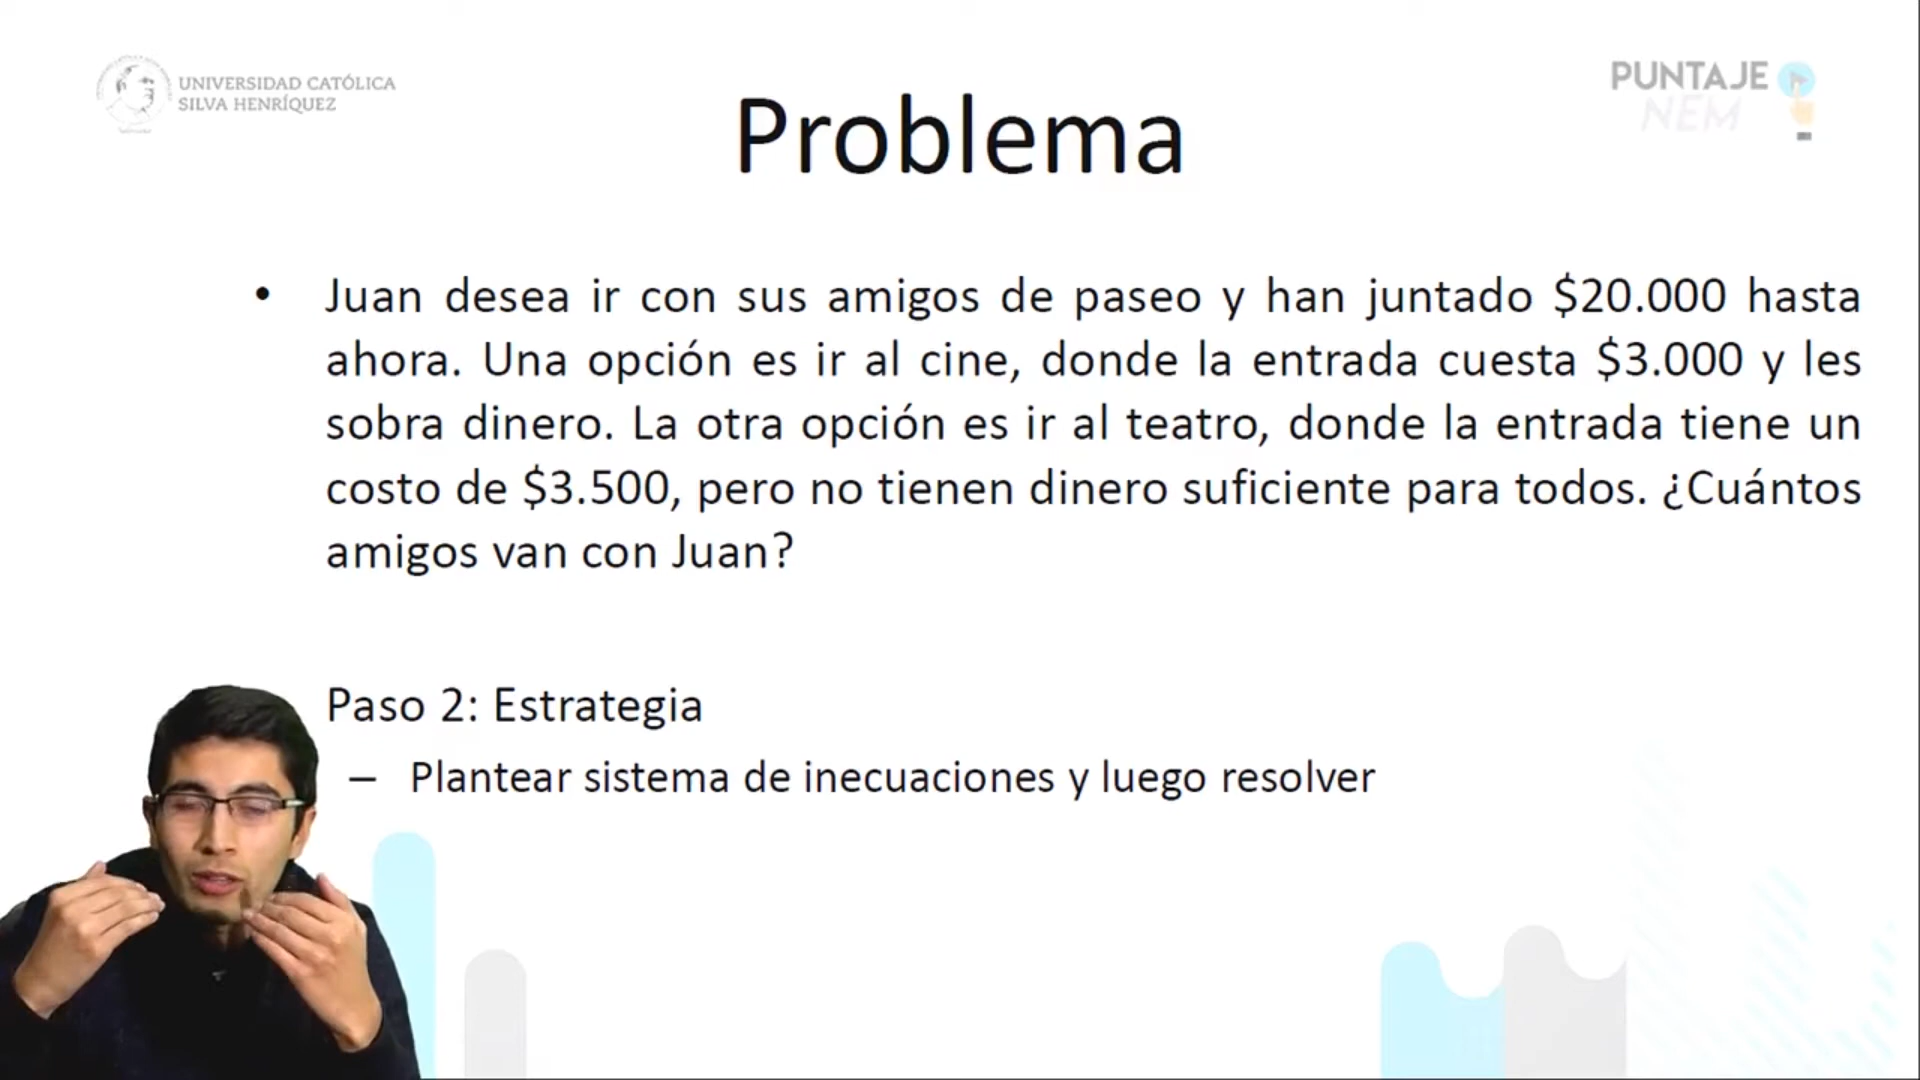 UNIVERSIDAD CATÓLICA
SILVA HENRÍQUEZ
PUNTAJE
NEM
Problema
• Juan desea ir con sus amigos de paseo y han juntado $20.000 hasta
ahora. Una opción es ir al cine, donde la entrada cuesta $3.000 y les
sobra dinero. La otra opción es ir al teatro, donde la entrada tiene un
costo de $3.500, pero no tienen dinero suficiente para todos. ¿Cuántos
amigos van con Juan?
Paso 2: Estrategia
– Plantear sistema de inecuaciones y luego resolver